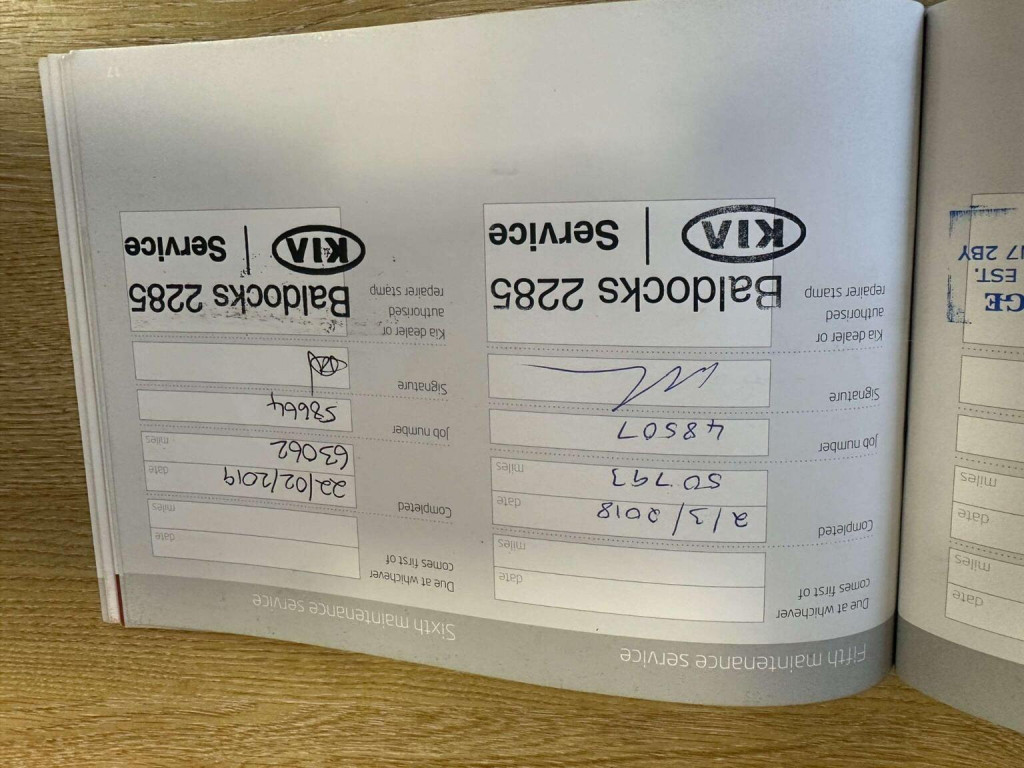 Fifth maintenance service
Due at whichever
comes first of
date
miles
Completed
date 2/3/2018
miles 50793
Job number 48507
Signature
Kia dealer or
authorised
repairer stamp
Baldocks 2285
KIA | Service
Sixth maintenance service
Due at whichever
comes first of
date
miles
Completed
date 22/02/2019
miles 63062
Job number 58664
Signature
Kia dealer or
authorised
repairer stamp
Baldocks 2285
KIA | Service
17
date
miles
date
miles
GE
EST.
17 2BY